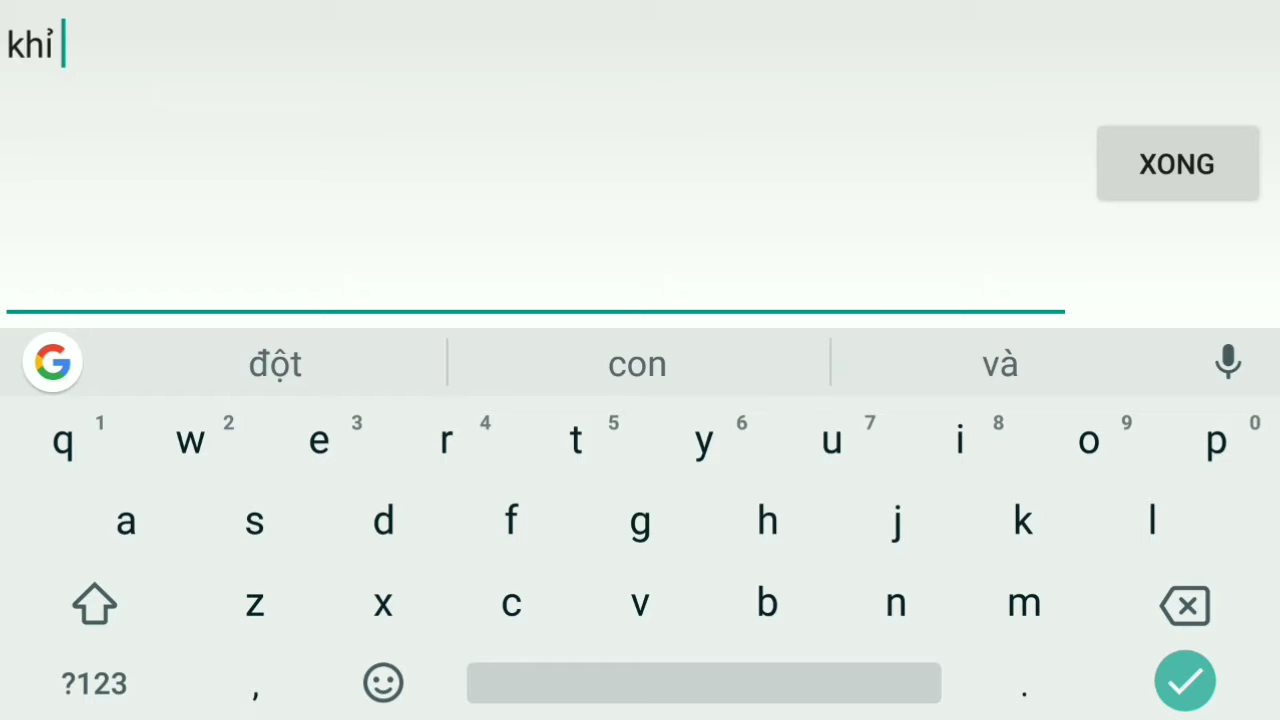 khỉ
XONG
đột con và
q 1 w 2 e 3 r 4 t 5 y 6 u 7 i 8 o 9 p 0
a s d f g h j k l
z x c v b n m
?123 , .